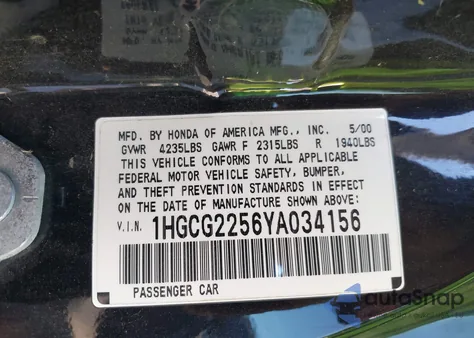 MFD. BY HONDA OF AMERICA MFG., INC. 5/00
GVWR 4235LBS GAWR F 2315LBS R 1940LBS
THIS VEHICLE CONFORMS TO ALL APPLICABLE
FEDERAL MOTOR VEHICLE SAFETY, BUMPER,
AND THEFT PREVENTION STANDARDS IN EFFECT
ON THE DATE OF MANUFACTURE SHOWN ABOVE:
V.I.N. 1HGCG2256YA034156
PASSENGER CAR
autoSnap